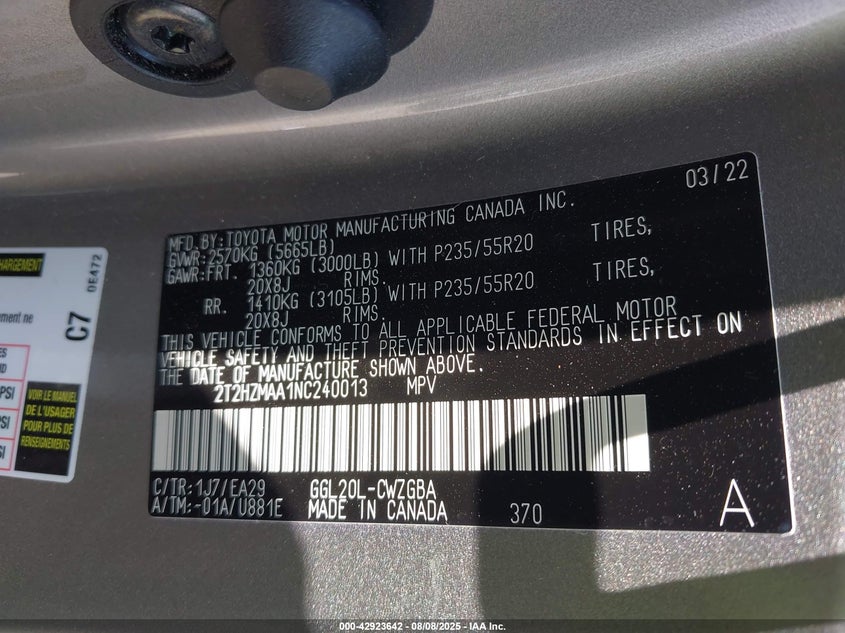 03/22
MFD. BY: TOYOTA MOTOR MANUFACTURING CANADA INC.
GVWR: 2570KG (5665LB)
GAWR: FRT. 1360KG (3000LB) WITH P235/55R20 TIRES,
20X8J RIMS.
RR. 1410KG (3105LB) WITH P235/55R20 TIRES,
20X8J RIMS.
THIS VEHICLE CONFORMS TO ALL APPLICABLE FEDERAL MOTOR
VEHICLE SAFETY AND THEFT PREVENTION STANDARDS IN EFFECT ON
THE DATE OF MANUFACTURE SHOWN ABOVE.
2T2HZMAA1NC240013 MPV
C/TR: 1J7/EA29 GGL20L-CWZGBA
A/TM: -01A/U881E MADE IN CANADA 370 A
0E472
C7
VOIR LE MANUEL
DE L'USAGER
POUR PLUS DE
RENSEIGNEMENTS
PSI
000-42923642 - 08/08/2025 - IAA Inc.